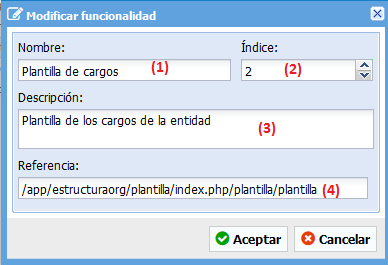 Modificar funcionalidad
Nombre: Índice:
Plantilla de cargos (1) 2 (2)
Descripción:
Plantilla de los cargos de la entidad (3)
Referencia:
/app/estructuraorg/plantilla/index.php/plantilla/plantilla (4)
Aceptar Cancelar